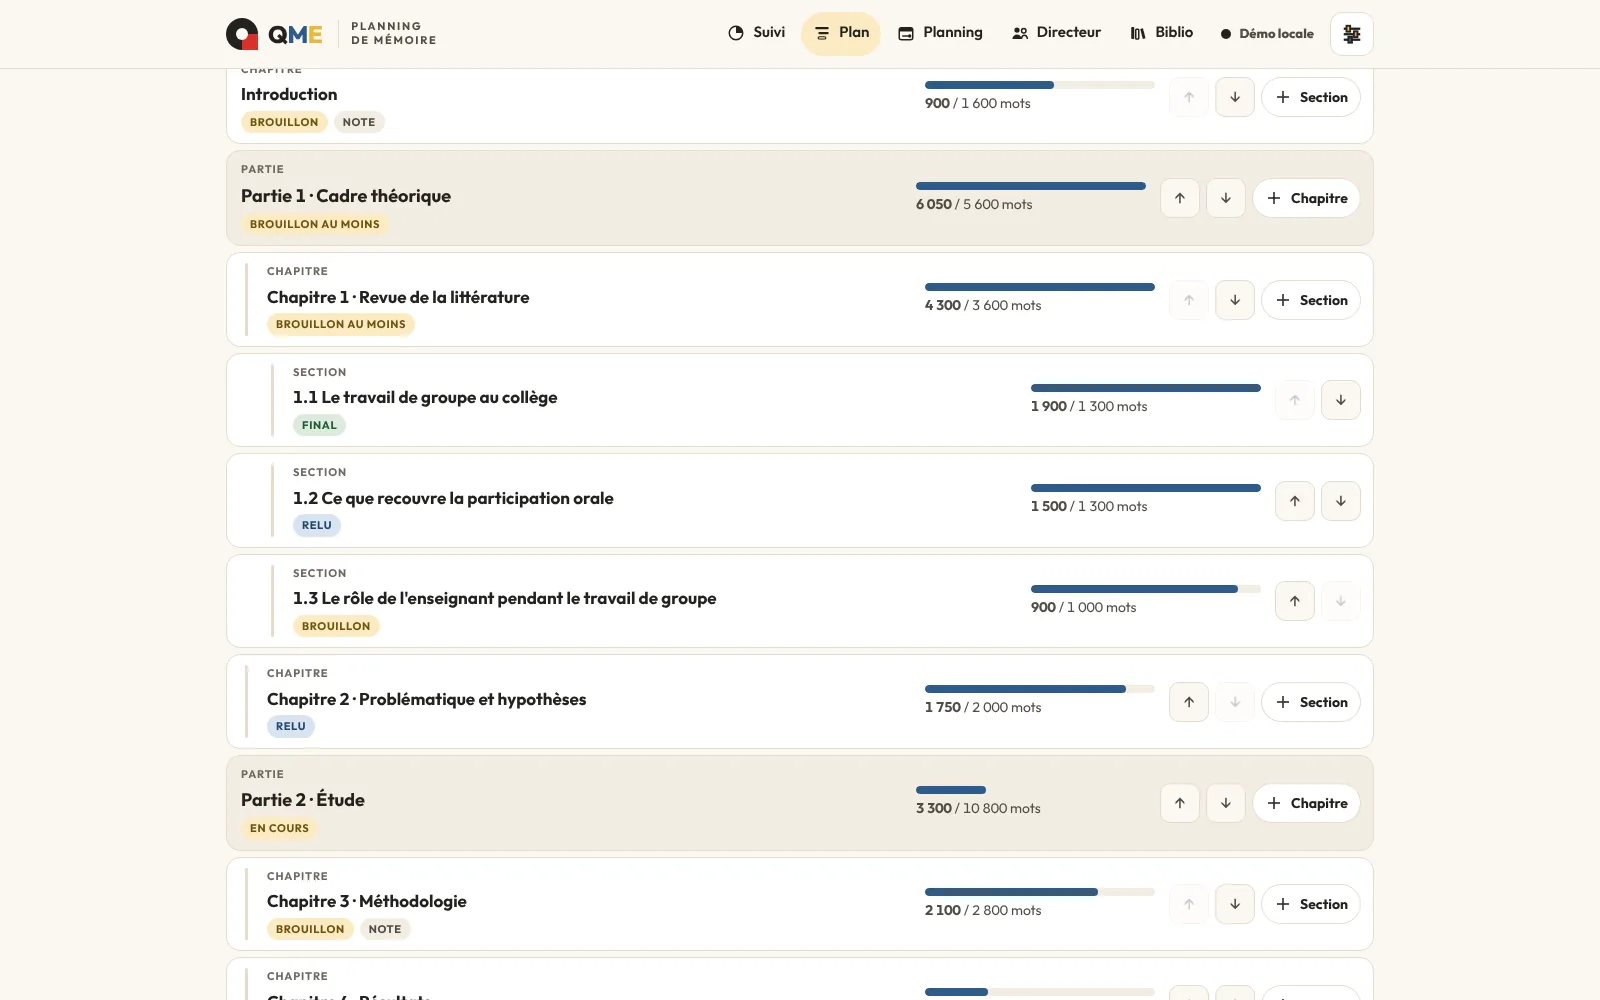 QME
PLANNING
DE MÉMOIRE
Suivi
Plan
Planning
Directeur
Biblio
Démo locale
CHAPITRE
Introduction
BROUILLON
NOTE
900 / 1 600 mots
Section
PARTIE
Partie 1 · Cadre théorique
BROUILLON AU MOINS
6 050 / 5 600 mots
Chapitre
CHAPITRE
Chapitre 1 · Revue de la littérature
BROUILLON AU MOINS
4 300 / 3 600 mots
Section
SECTION
1.1 Le travail de groupe au collège
FINAL
1 900 / 1 300 mots
SECTION
1.2 Ce que recouvre la participation orale
RELU
1 500 / 1 300 mots
SECTION
1.3 Le rôle de l'enseignant pendant le travail de groupe
BROUILLON
900 / 1 000 mots
CHAPITRE
Chapitre 2 · Problématique et hypothèses
RELU
1 750 / 2 000 mots
Section
PARTIE
Partie 2 · Étude
EN COURS
3 300 / 10 800 mots
Chapitre
CHAPITRE
Chapitre 3 · Méthodologie
BROUILLON
NOTE
2 100 / 2 800 mots
Section
CHAPITRE
Chapitre 4 · Résultats